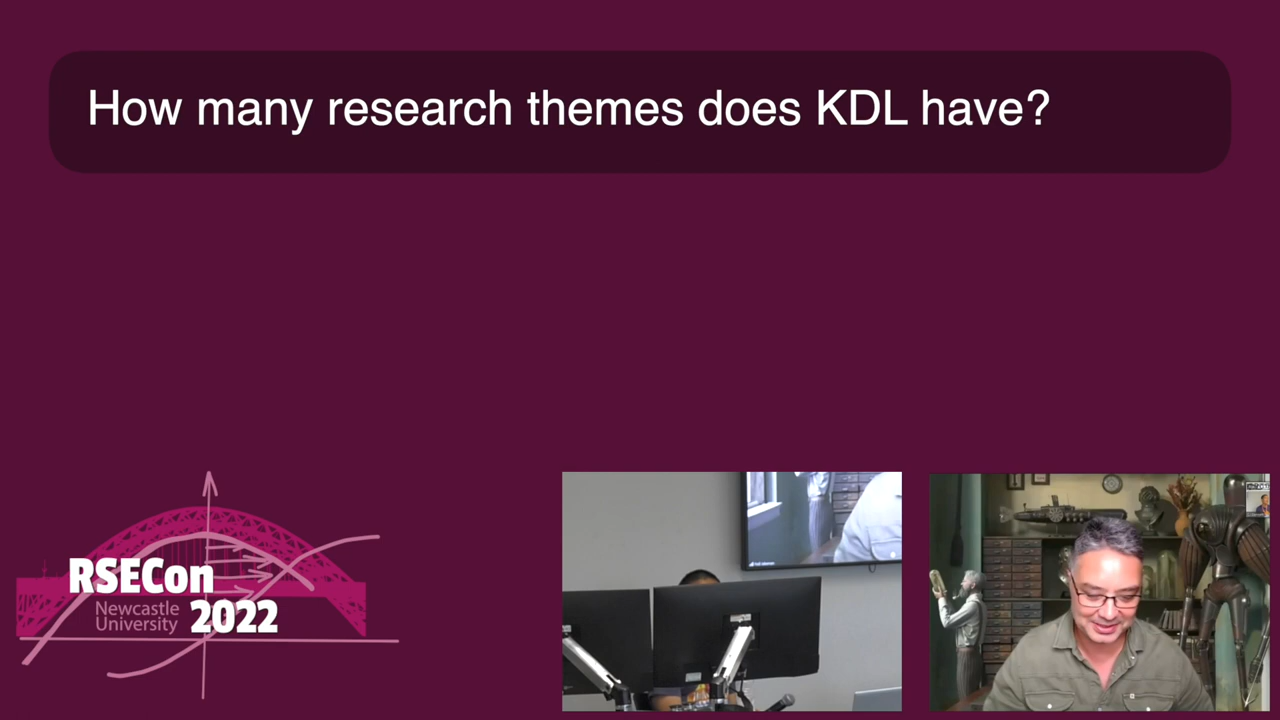 How many research themes does KDL have?
RSECon
Newcastle
University
2022